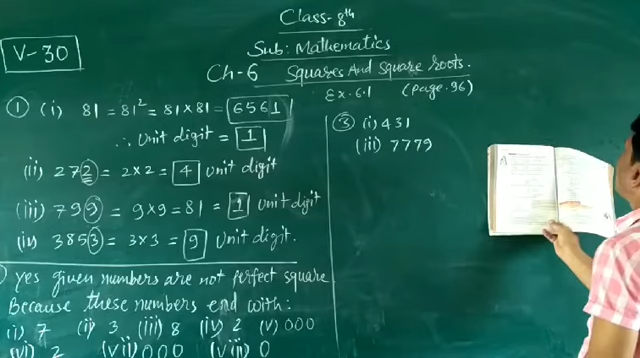 Class-8th
V-30
Sub: Mathematics
Ch-6 Squares And Square Roots.
Ex-6.1 (Page-96)
① (i) 81 = 81² = 81×81 = 6561
∴ Unit digit = 1
(ii) 272 = 2×2 = 4 Unit digit
(iii) 799 = 9×9 = 81 = 1 Unit digit
(iv) 3853 = 3×3 = 9 Unit digit.
yes given numbers are not perfect square
Because these numbers end with:
(i) 7 (ii) 3 (iii) 8 (iv) 2 (v) 000
(vi) 2 (vii) 000 (viii) 0
③ (i) 431
(iii) 7779